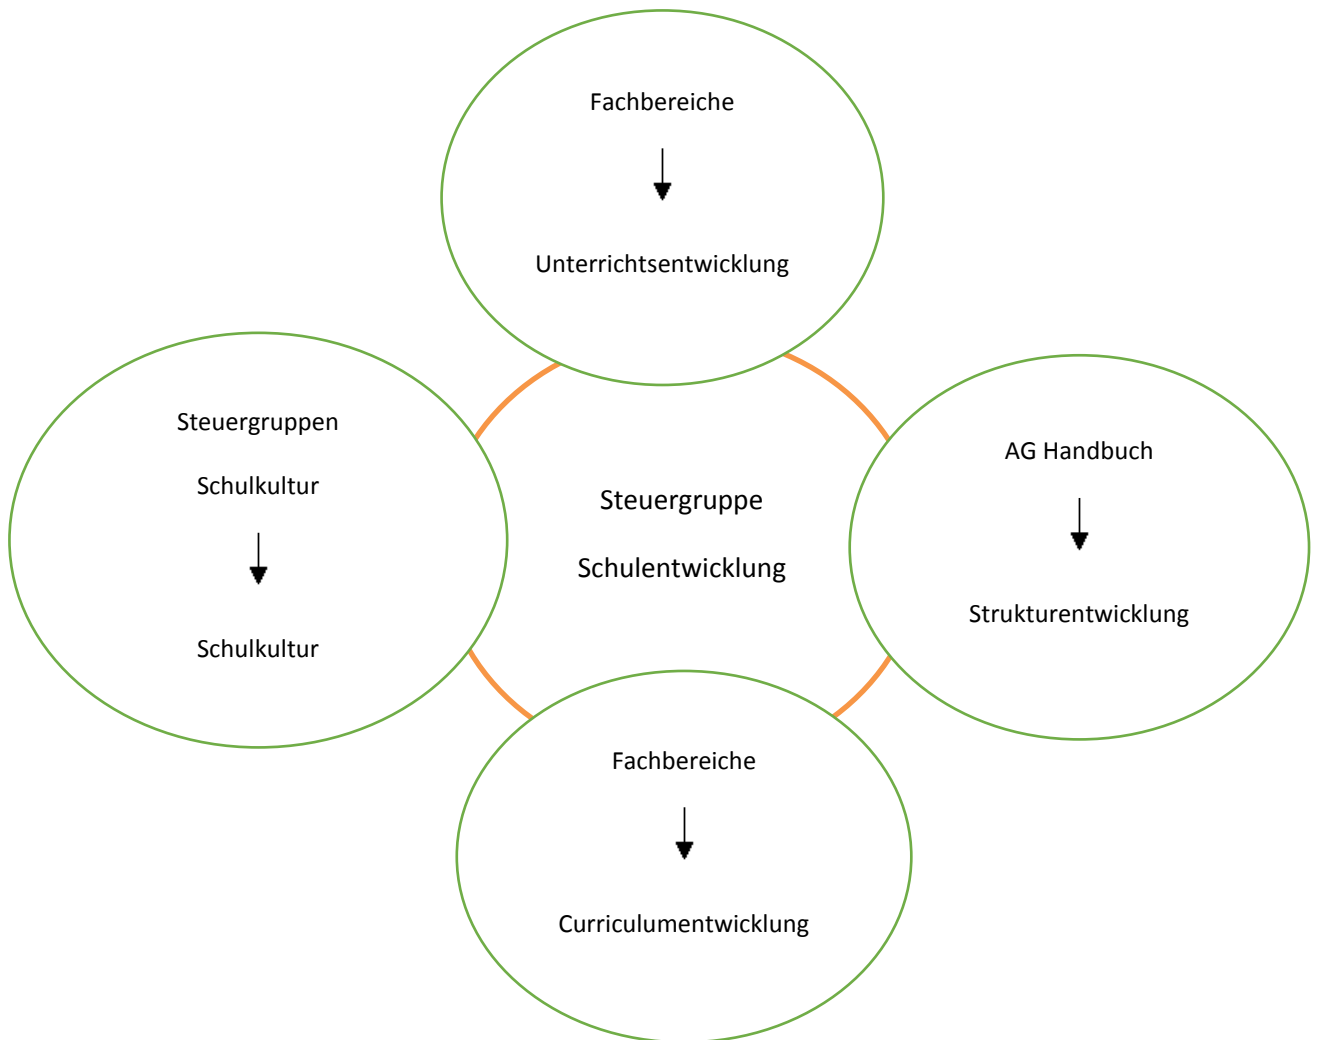 Fachbereiche
Unterrichtsentwicklung
Steuergruppen
Schulkultur
Schulkultur
Steuergruppe
Schulentwicklung
AG Handbuch
Strukturentwicklung
Fachbereiche
Curriculumentwicklung